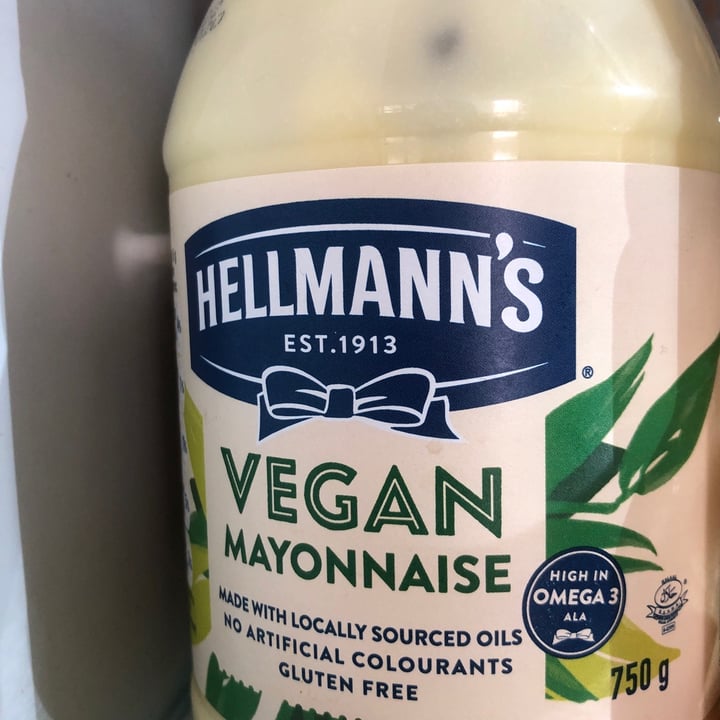 HELLMANN'S
EST.1913
®
VEGAN
MAYONNAISE
MADE WITH LOCALLY SOURCED OILS
NO ARTIFICIAL COLOURANTS
GLUTEN FREE
HIGH IN
OMEGA 3
ALA
750 g